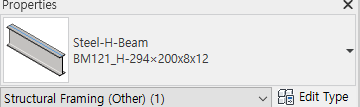 Properties
Steel-H-Beam
BM121_H-294×200x8x12
Structural Framing (Other) (1)
Edit Type